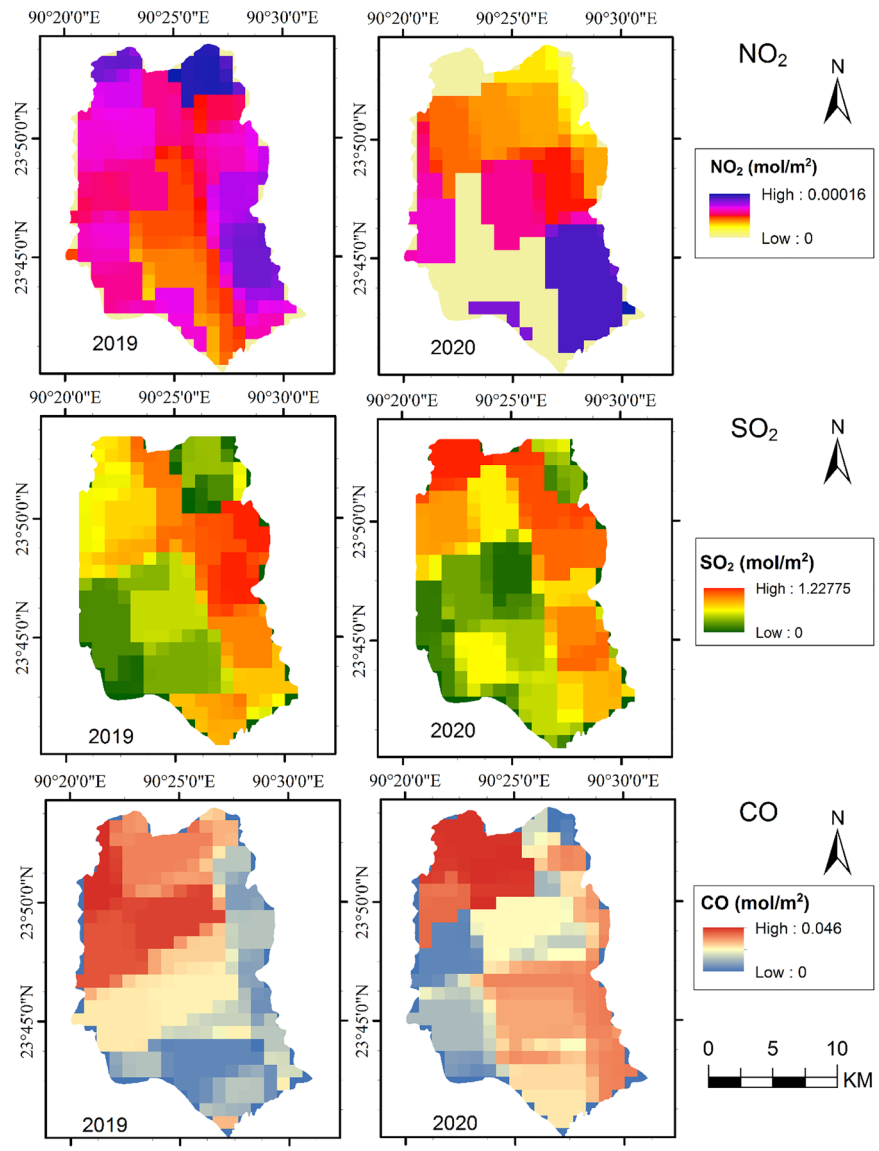 90°20'0"E 90°25'0"E 90°30'0"E 90°20'0"E 90°25'0"E 90°30'0"E
NO₂
N
23°50'0"N
23°45'0"N
NO₂ (mol/m²)
High : 0.00016
Low : 0
2019
2020
90°20'0"E 90°25'0"E 90°30'0"E 90°20'0"E 90°25'0"E 90°30'0"E
SO₂
N
23°50'0"N
23°45'0"N
23°50'0"N
23°45'0"N
SO₂ (mol/m²)
High : 1.22775
Low : 0
2019
2020
90°20'0"E 90°25'0"E 90°30'0"E 90°20'0"E 90°25'0"E 90°30'0"E
CO
N
23°50'0"N
23°45'0"N
23°50'0"N
23°45'0"N
CO (mol/m²)
High : 0.046
Low : 0
0 5 10
KM
2019
2020